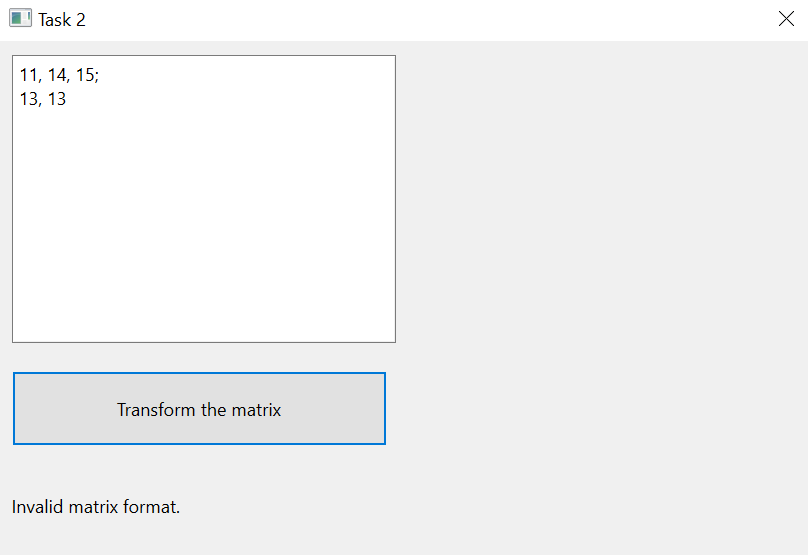 Task 2
11, 14, 15;
13, 13
Transform the matrix
Invalid matrix format.